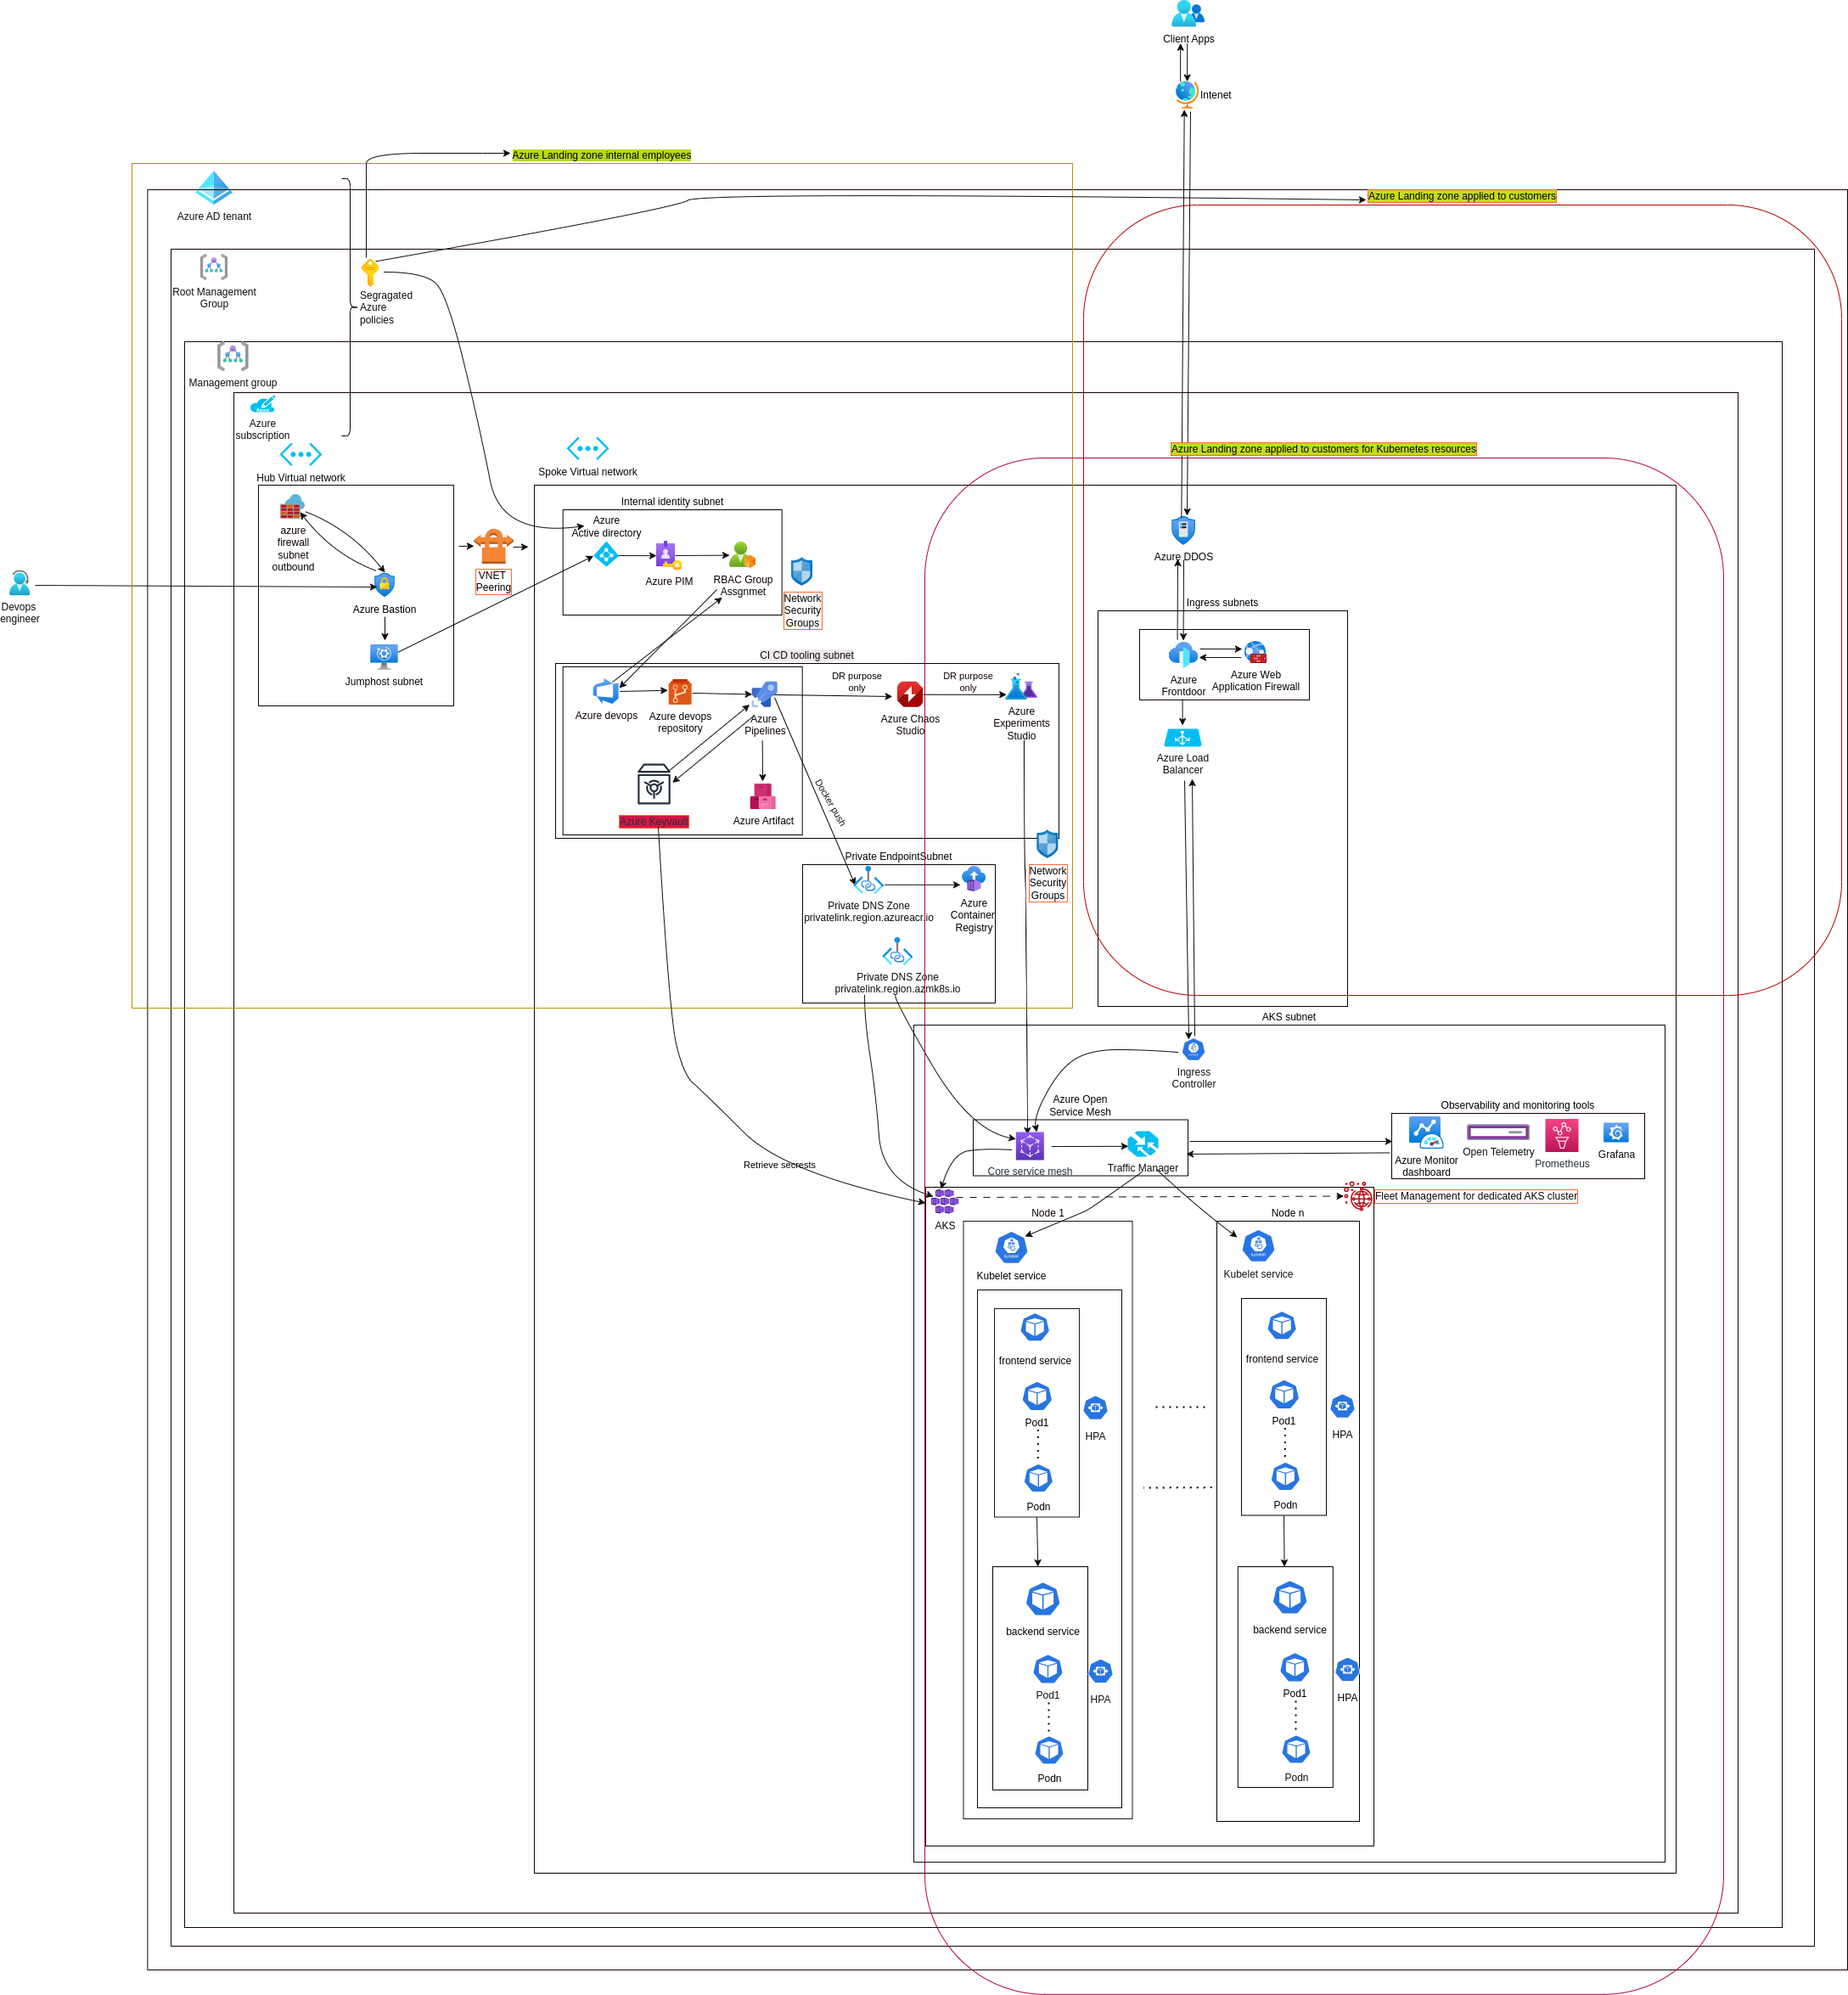 Client Apps
Intenet
Azure Landing zone internal employees
Azure Landing zone applied to customers
Azure AD tenant
Root Management
Group
Segragated
Azure
policies
Management group
Azure
subscription
Hub Virtual network
Spoke Virtual network
Azure Landing zone applied to customers for Kubernetes resources
azure
firewall
subnet
outbound
Azure Bastion
Jumphost subnet
Devops
engineer
VNET
Peering
Internal identity subnet
Azure
Active directory
Azure PIM
RBAC Group
Assgnmet
Network
Security
Groups
Azure DDOS
Ingress subnets
Azure
Frontdoor
Azure Web
Application Firewall
Azure Load
Balancer
CI CD tooling subnet
Azure devops
Azure devops
repository
Azure
Pipelines
DR purpose
only
Azure Chaos
Studio
DR purpose
only
Azure
Experiments
Studio
Azure Keyvault
Azure Artifact
Docker push
Network
Security
Groups
Private EndpointSubnet
Private DNS Zone
privatelink.region.azureacr.io
Azure
Container
Registry
Private DNS Zone
privatelink.region.azmk8s.io
AKS subnet
Ingress
Controller
Azure Open
Service Mesh
Core service mesh
Traffic Manager
Observability and monitoring tools
Azure Monitor
dashboard
Open Telemetry
Prometheus
Grafana
Retrieve secrests
AKS
Fleet Management for dedicated AKS cluster
Node 1
Kubelet service
frontend service
Pod1
HPA
Podn
backend service
Pod1
HPA
Podn
Node n
Kubelet service
frontend service
Pod1
HPA
Podn
backend service
Pod1
HPA
Podn